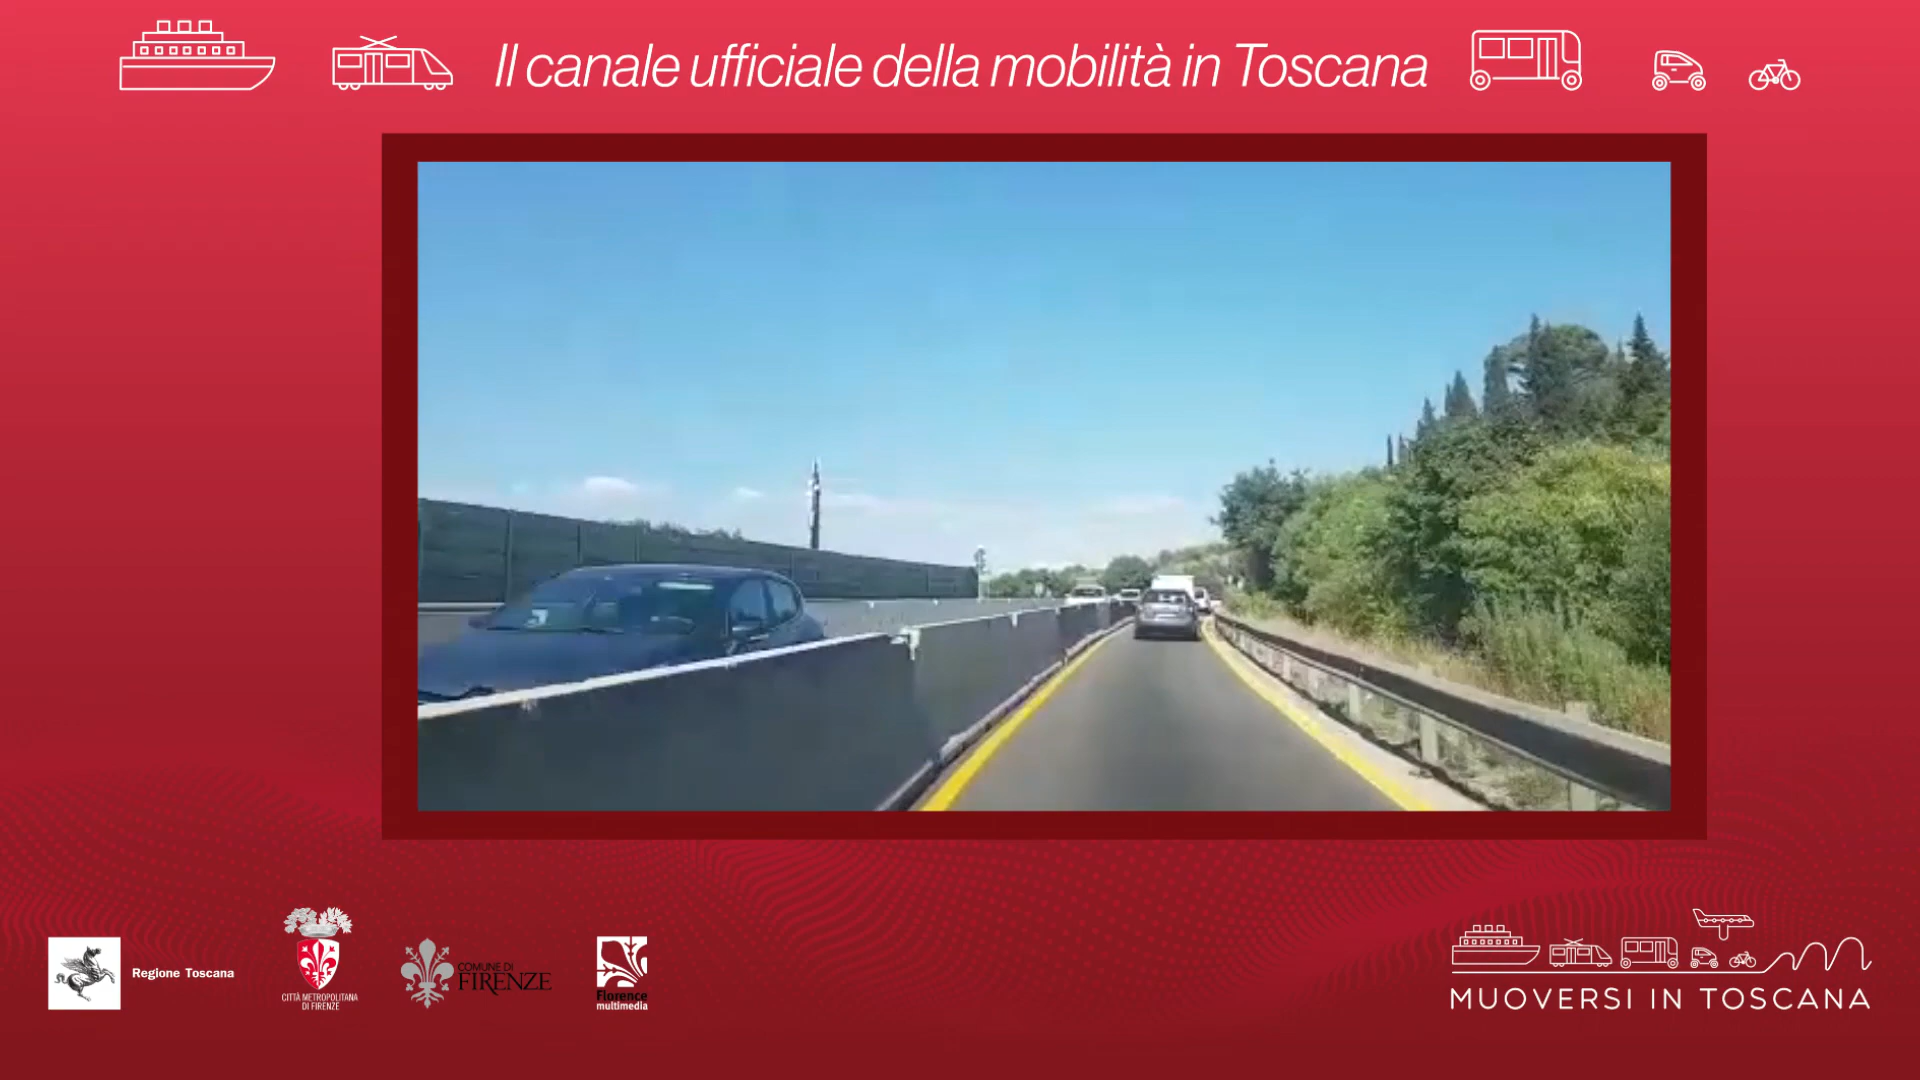 Il canale ufficiale della mobilità in Toscana
Regione Toscana
CITTÀ METROPOLITANA
DI FIRENZE
COMUNE DI
FIRENZE
Florence
multimedia
MUOVERSI IN TOSCANA